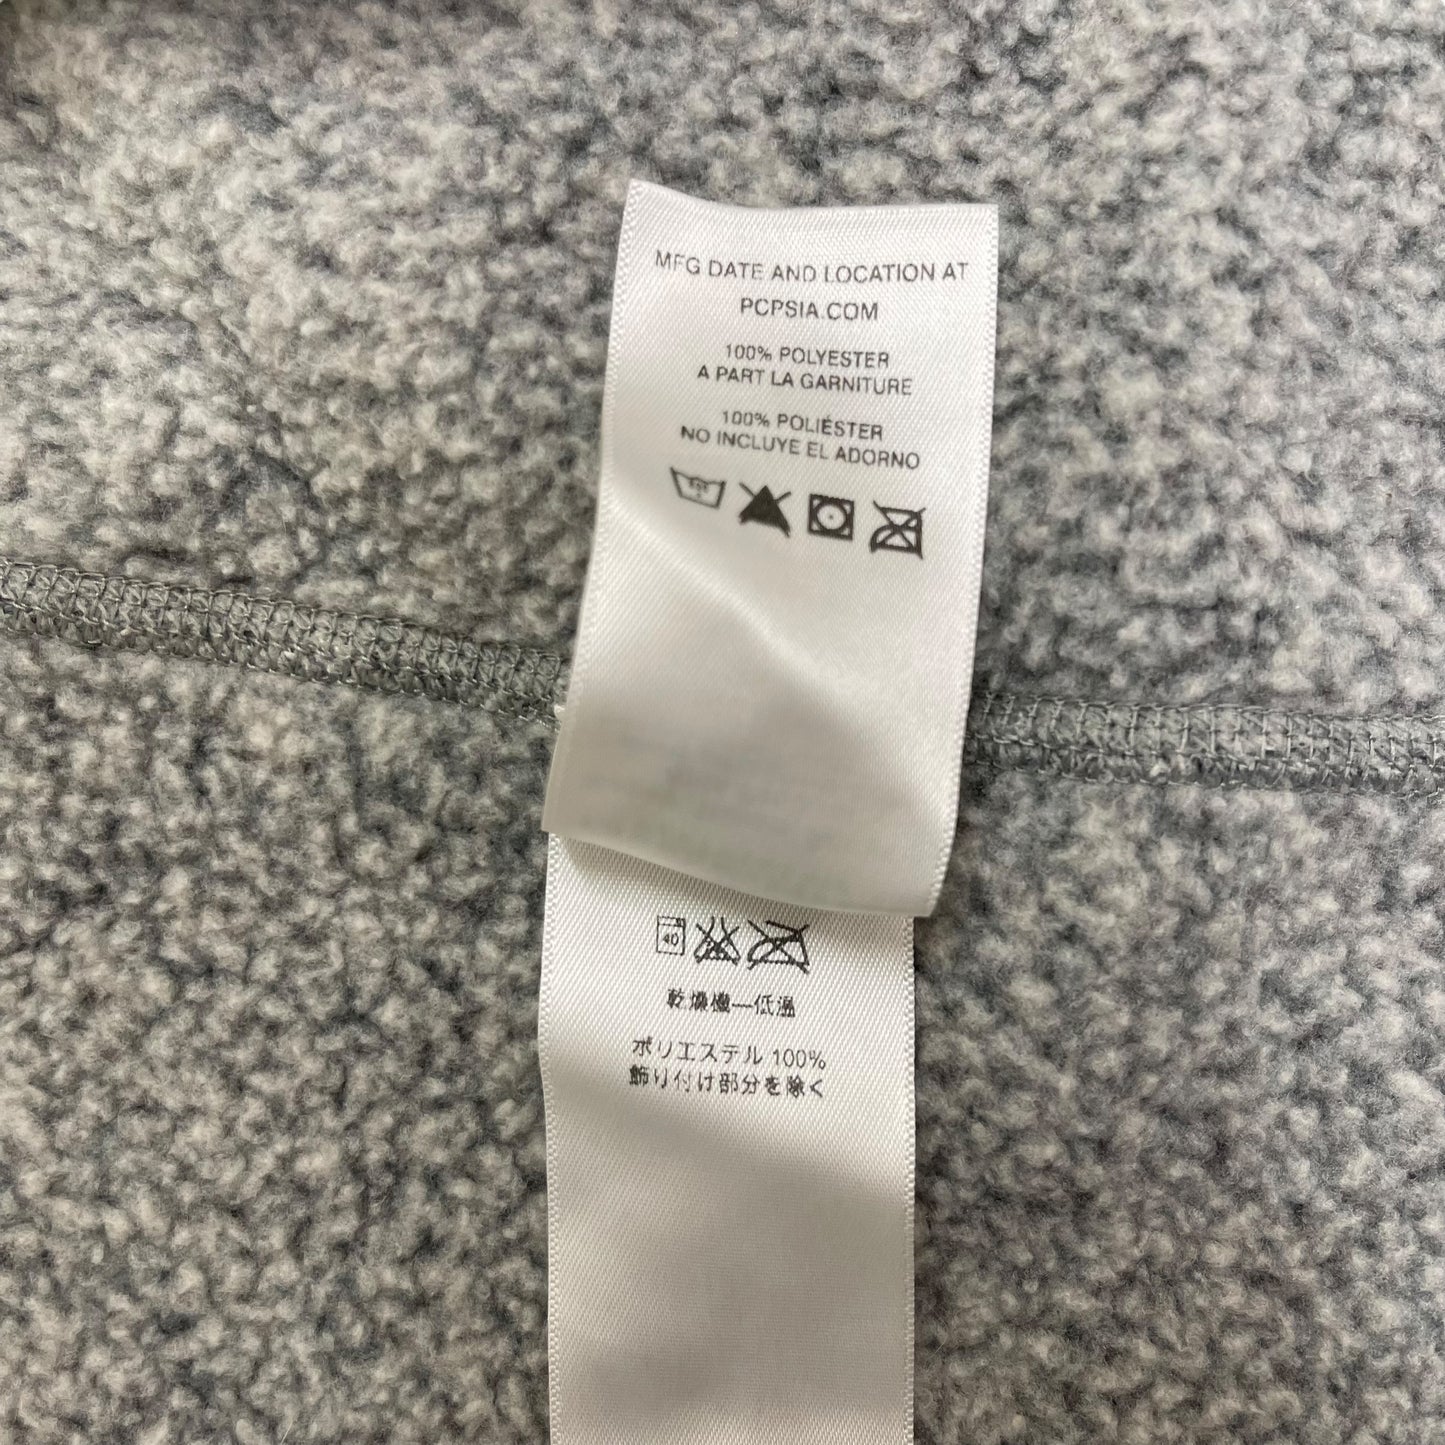 MFG DATE AND LOCATION AT
PCPSIA.COM
100% POLYESTER
A PART LA GARNITURE
100% POLIÉSTER
NO INCLUYE EL ADORNO
40
乾燥機—低温
ポリエステル 100%
飾り付け部分を除く